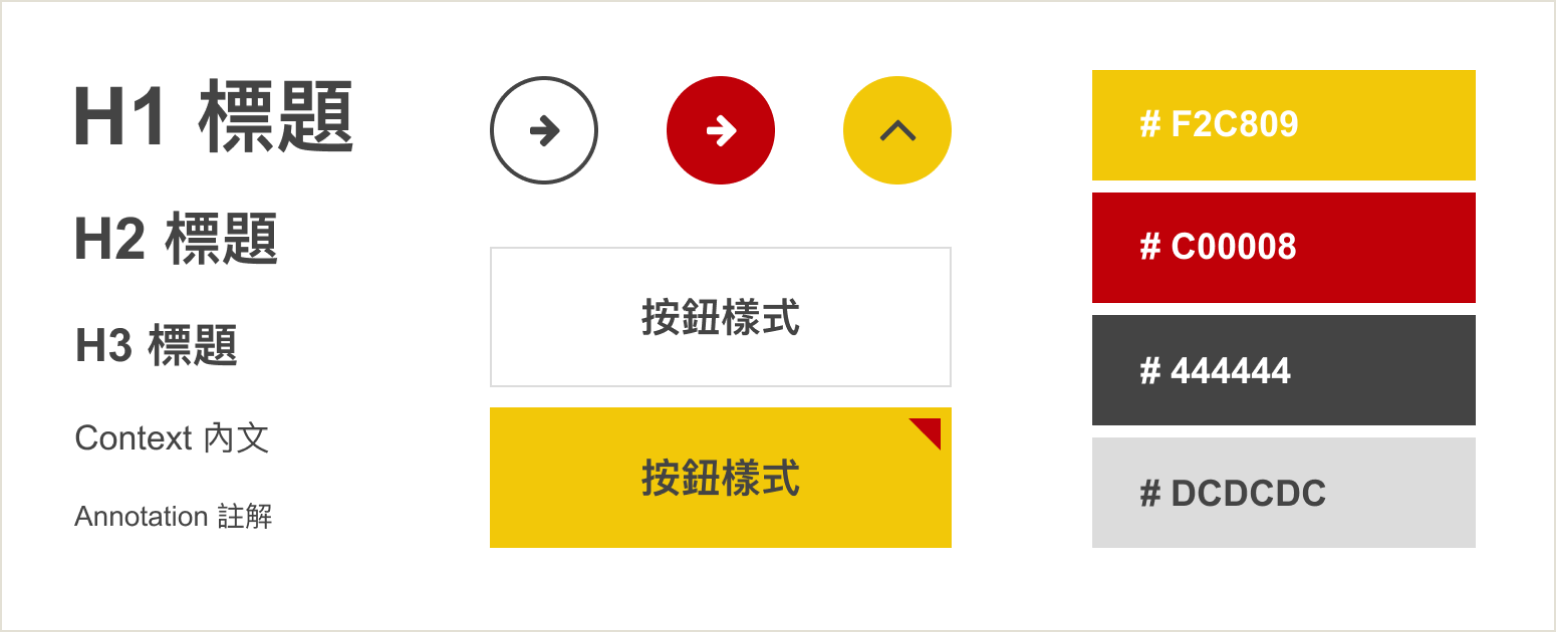 H1 標題
H2 標題
H3 標題
Context 內文
Annotation 註解
按鈕樣式
按鈕樣式
# F2C809
# C00008
# 444444
# DCDCDC